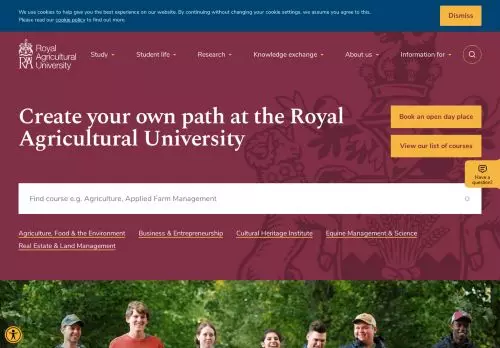 We use cookies to help give you the best experience on our website. By continuing without changing your cookie settings, we assume you agree to this.
Please read our cookie policy to find out more.
Dismiss
Royal
Agricultural
University
Study
Student life
Research
Knowledge exchange
About us
Information for
Create your own path at the Royal
Agricultural University
Book an open day place
View our list of courses
Have a
question?
Find course e.g. Agriculture, Applied Farm Management
Agriculture, Food & the Environment
Business & Entrepreneurship
Cultural Heritage Institute
Equine Management & Science
Real Estate & Land Management